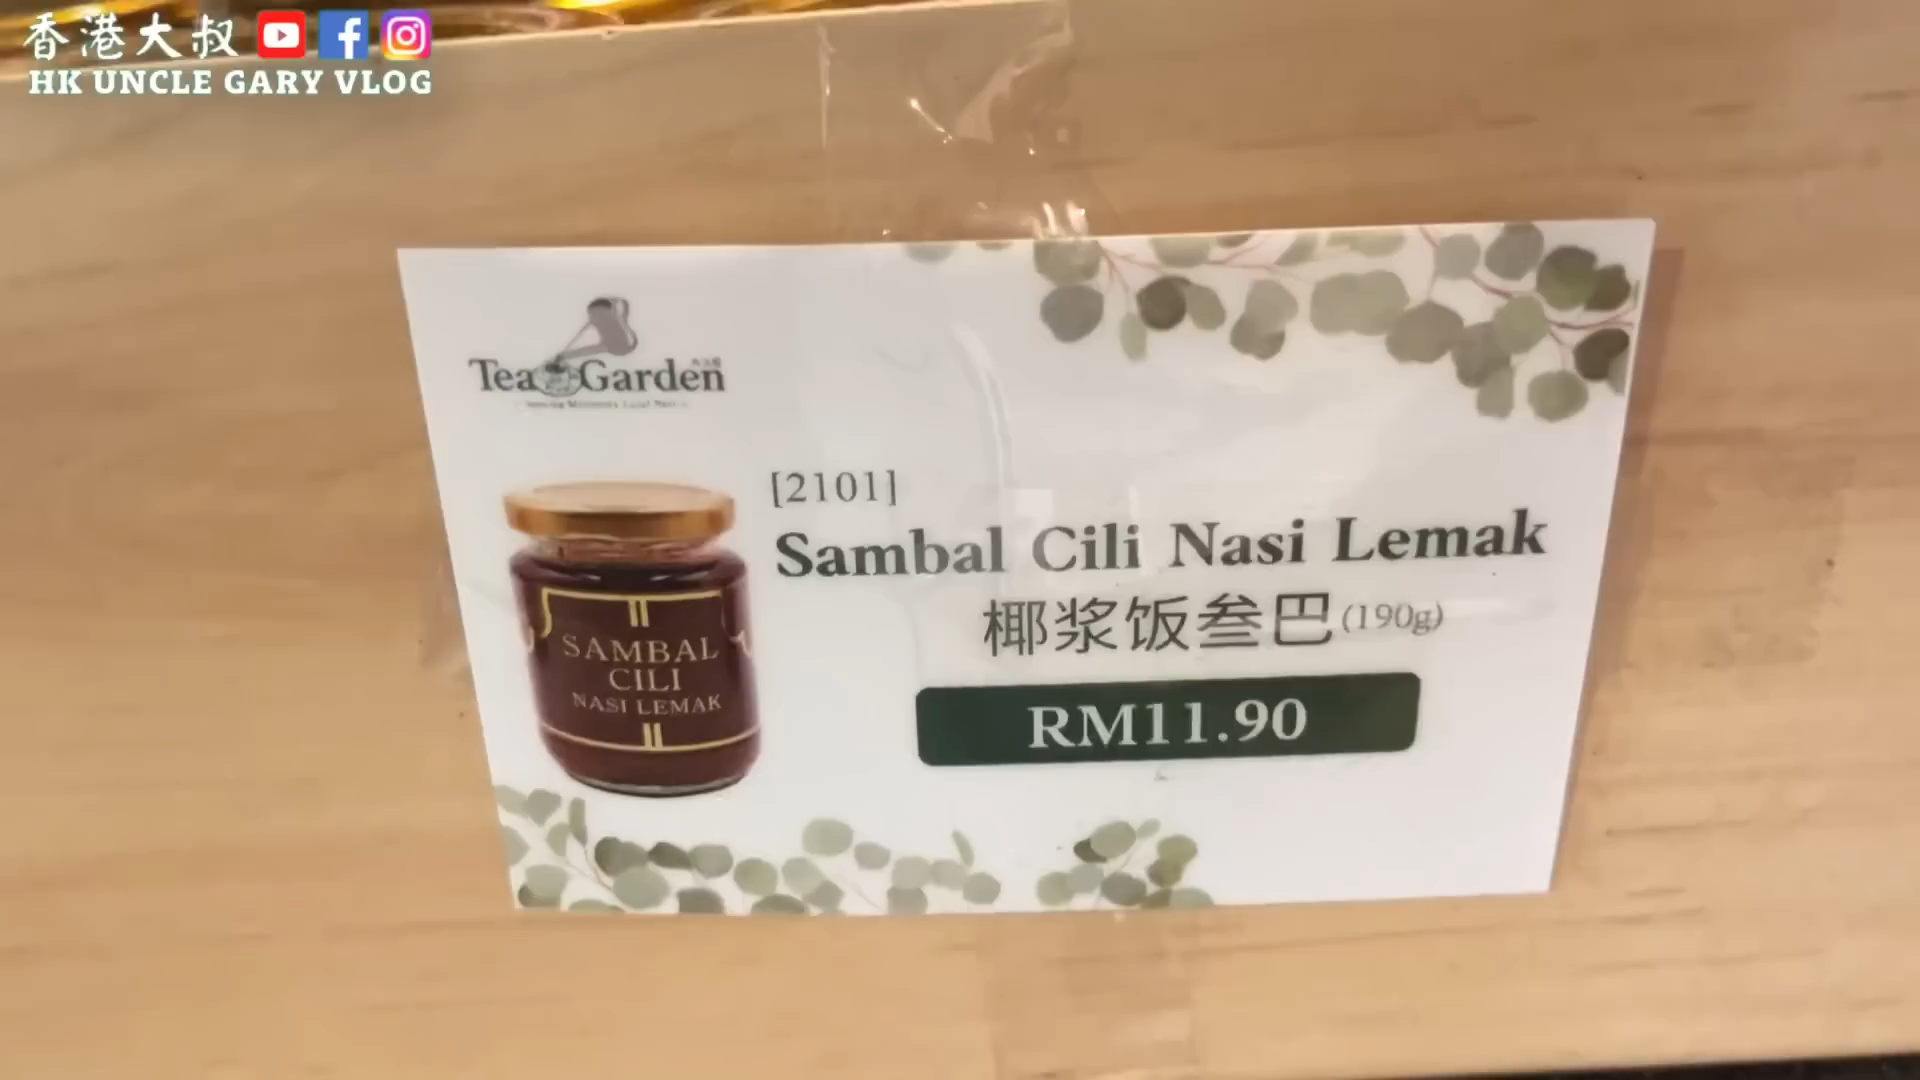 香港大叔
HK UNCLE GARY VLOG
Tea Garden
[2101]
Sambal Cili Nasi Lemak
椰浆饭叁巴(190g)
RM11.90
SAMBAL
CILI
NASI LEMAK